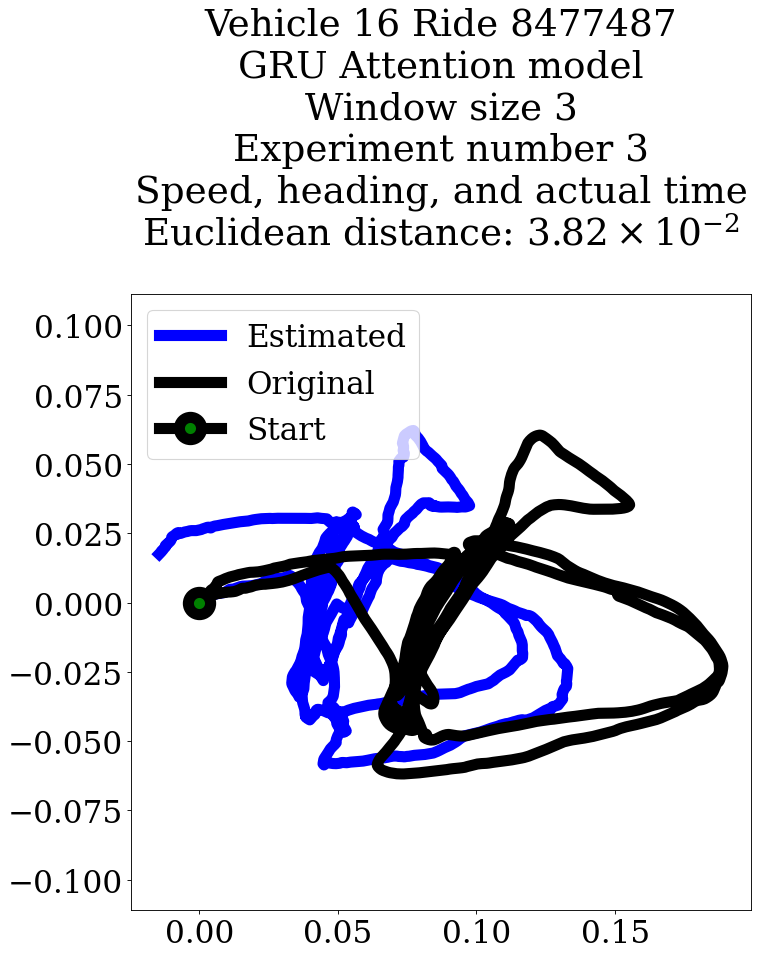 Vehicle 16 Ride 8477487
GRU Attention model
Window size 3
Experiment number 3
Speed, heading, and actual time
Euclidean distance: 3.82 × 10⁻²
Estimated
Original
Start
0.100
0.075
0.050
0.025
0.000
−0.025
−0.050
−0.075
−0.100
0.00 0.05 0.10 0.15